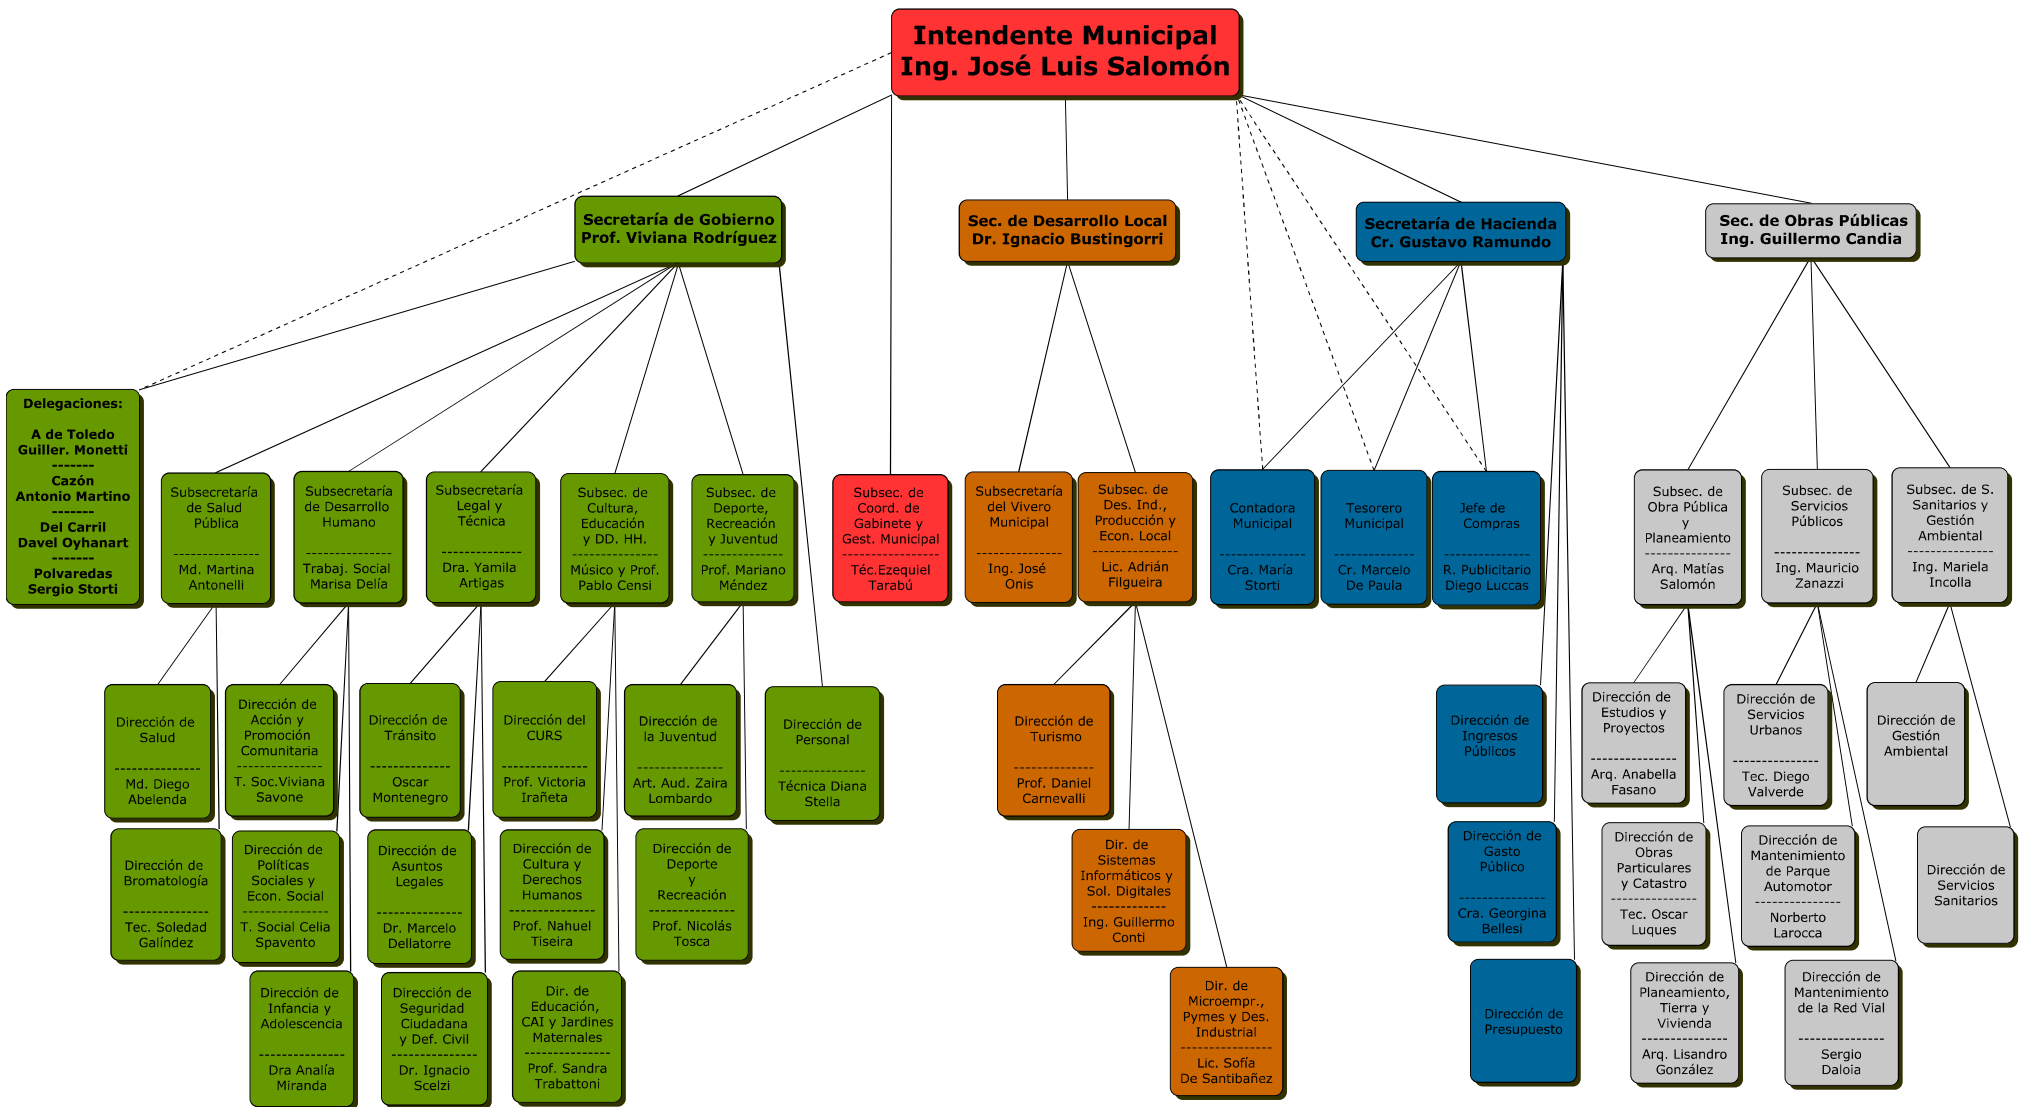 Intendente Municipal
Ing. José Luis Salomón
Secretaría de Gobierno
Prof. Viviana Rodríguez
Sec. de Desarrollo Local
Dr. Ignacio Bustingorri
Secretaría de Hacienda
Cr. Gustavo Ramundo
Sec. de Obras Públicas
Ing. Guillermo Candia
Delegaciones:
A de Toledo
Guiller. Monetti
-------
Cazón
Antonio Martino
-------
Del Carril
Davel Oyhanart
-------
Polvaredas
Sergio Storti
Subsecretaría
de Salud
Pública
---------------
Md. Martina
Antonelli
Subsecretaría
de Desarrollo
Humano
---------------
Trabaj. Social
Marisa Delía
Subsecretaría
Legal y
Técnica
--------------
Dra. Yamila
Artigas
Subsec. de
Cultura,
Educación
y DD. HH.
---------------
Músico y Prof.
Pablo Censi
Subsec. de
Deporte,
Recreación
y Juventud
---------------
Prof. Mariano
Méndez
Subsec. de
Coord. de
Gabinete y
Gest. Municipal
-----------------
Téc.Ezequiel
Tarabú
Subsecretaría
del Vivero
Municipal
---------------
Ing. José
Onis
Subsec. de
Des. Ind.,
Producción y
Econ. Local
---------------
Lic. Adrián
Filgueira
Contadora
Municipal
---------------
Cra. María
Storti
Tesorero
Municipal
--------------
Cr. Marcelo
De Paula
Jefe de
Compras
---------------
R. Publicitario
Diego Luccas
Subsec. de
Obra Pública
y
Planeamiento
---------------
Arq. Matías
Salomón
Subsec. de
Servicios
Públicos
---------------
Ing. Mauricio
Zanazzi
Subsec. de S.
Sanitarios y
Gestión
Ambiental
---------------
Ing. Mariela
Incolla
Dirección de
Salud
---------------
Md. Diego
Abelenda
Dirección de
Acción y
Promoción
Comunitaria
---------------
T. Soc.Viviana
Savone
Dirección de
Tránsito
--------------
Oscar
Montenegro
Dirección del
CURS
---------------
Prof. Victoria
Irañeta
Dirección de
la Juventud
---------------
Art. Aud. Zaira
Lombardo
Dirección de
Personal
---------------
Técnica Diana
Stella
Dirección de
Turismo
---------------
Prof. Daniel
Carnevalli
Dirección de
Ingresos
Públicos
Dirección de
Estudios y
Proyectos
---------------
Arq. Anabella
Fasano
Dirección de
Servicios
Urbanos
---------------
Tec. Diego
Valverde
Dirección de
Gestión
Ambiental
Dirección de
Bromatología
---------------
Tec. Soledad
Galíndez
Dirección de
Políticas
Sociales y
Econ. Social
---------------
T. Social Celia
Spavento
Dirección de
Asuntos
Legales
---------------
Dr. Marcelo
Dellatorre
Dirección de
Cultura y
Derechos
Humanos
---------------
Prof. Nahuel
Tiseira
Dirección de
Deporte
y
Recreación
---------------
Prof. Nicolás
Tosca
Dir. de
Sistemas
Informáticos y
Sol. Digitales
-------------
Ing. Guillermo
Conti
Dirección de
Gasto
Público
---------------
Cra. Georgina
Bellesi
Dirección de
Obras
Particulares
y Catastro
---------------
Tec. Oscar
Luques
Dirección de
Mantenimiento
de Parque
Automotor
---------------
Norberto
Larocca
Dirección de
Servicios
Sanitarios
Dirección de
Infancia y
Adolescencia
---------------
Dra Analía
Miranda
Dirección de
Seguridad
Ciudadana
y Def. Civil
---------------
Dr. Ignacio
Scelzi
Dir. de
Educación,
CAI y Jardines
Maternales
---------------
Prof. Sandra
Trabattoni
Dir. de
Microempr.,
Pymes y Des.
Industrial
----------------
Lic. Sofía
De Santibañez
Dirección de
Presupuesto
Dirección de
Planeamiento,
Tierra y
Vivienda
---------------
Arq. Lisandro
González
Dirección de
Mantenimiento
de la Red Vial
---------------
Sergio
Daloia